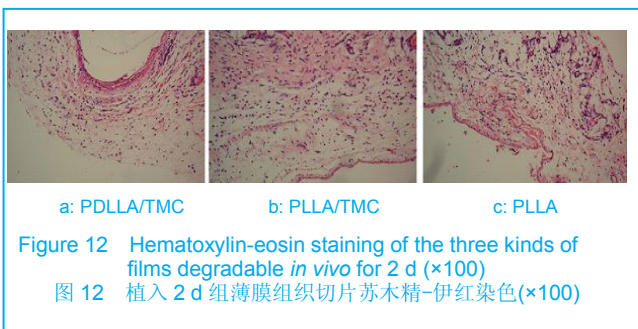 a: PDLLA/TMC
b: PLLA/TMC
c: PLLA
Figure 12 Hematoxylin-eosin staining of the three kinds of
films degradable in vivo for 2 d (×100)
图 12 植入 2 d 组薄膜组织切片苏木精-伊红染色(×100)